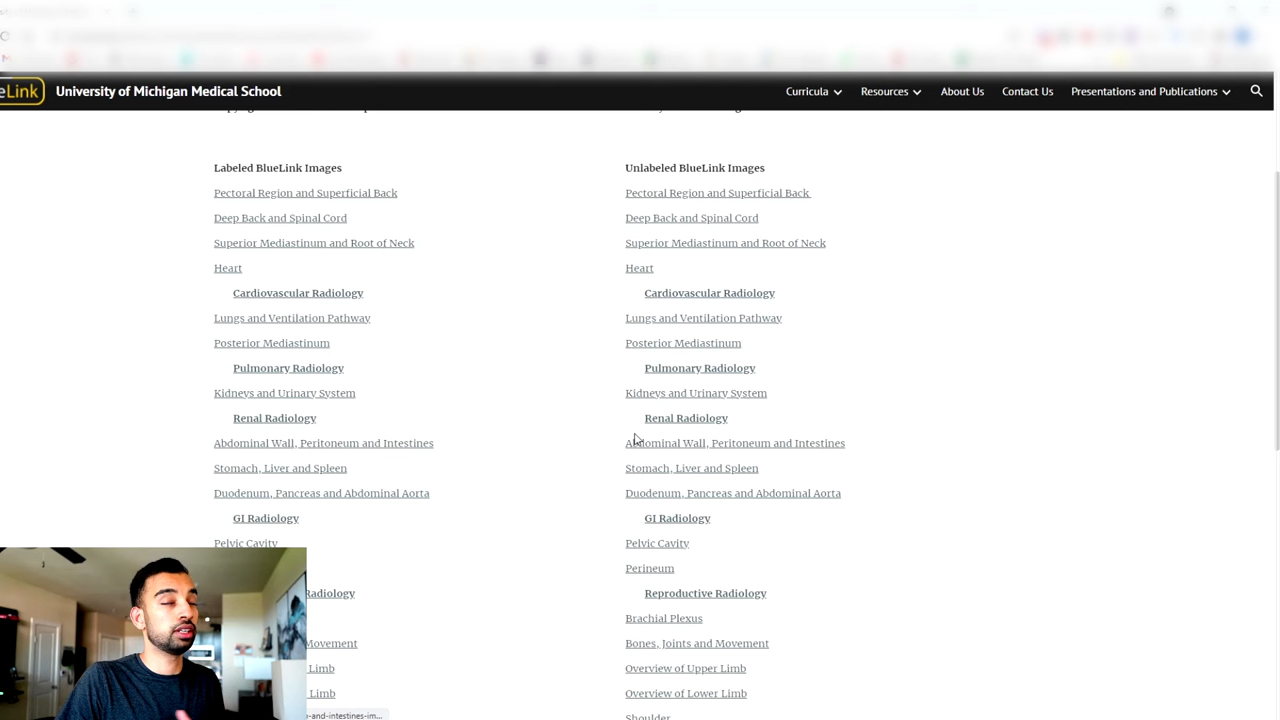 eLink University of Michigan Medical School Curricula Resources About Us Contact Us Presentations and Publications
Labeled BlueLink Images
Pectoral Region and Superficial Back
Deep Back and Spinal Cord
Superior Mediastinum and Root of Neck
Heart
Cardiovascular Radiology
Lungs and Ventilation Pathway
Posterior Mediastinum
Pulmonary Radiology
Kidneys and Urinary System
Renal Radiology
Abdominal Wall, Peritoneum and Intestines
Stomach, Liver and Spleen
Duodenum, Pancreas and Abdominal Aorta
GI Radiology
Pelvic Cavity
Radiology
Movement
Limb
Limb
e-and-intestines-im...
Unlabeled BlueLink Images
Pectoral Region and Superficial Back
Deep Back and Spinal Cord
Superior Mediastinum and Root of Neck
Heart
Cardiovascular Radiology
Lungs and Ventilation Pathway
Posterior Mediastinum
Pulmonary Radiology
Kidneys and Urinary System
Renal Radiology
Abdominal Wall, Peritoneum and Intestines
Stomach, Liver and Spleen
Duodenum, Pancreas and Abdominal Aorta
GI Radiology
Pelvic Cavity
Perineum
Reproductive Radiology
Brachial Plexus
Bones, Joints and Movement
Overview of Upper Limb
Overview of Lower Limb
Shoulder